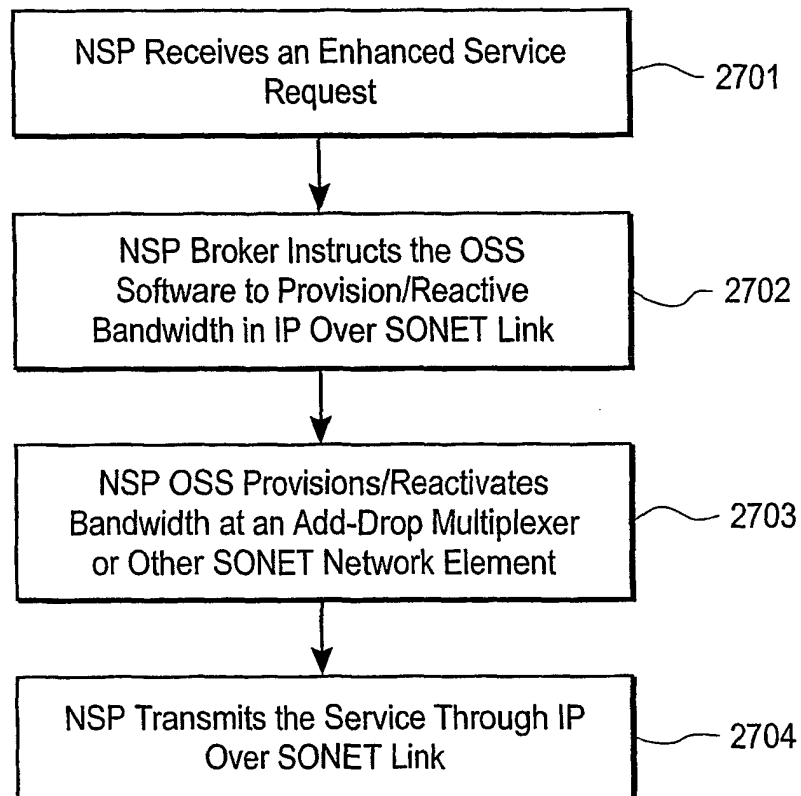 NSP Receives an Enhanced Service
Request
2701
NSP Broker Instructs the OSS
Software to Provision/Reactive
Bandwidth in IP Over SONET Link
2702
NSP OSS Provisions/Reactivates
Bandwidth at an Add-Drop Multiplexer
or Other SONET Network Element
2703
NSP Transmits the Service Through IP
Over SONET Link
2704